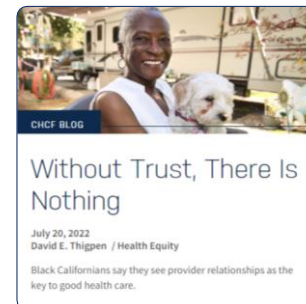 CHCF BLOG
Without Trust, There Is
Nothing
July 20, 2022
David E. Thigpen / Health Equity
Black Californians say they see provider relationships as the
key to good health care.